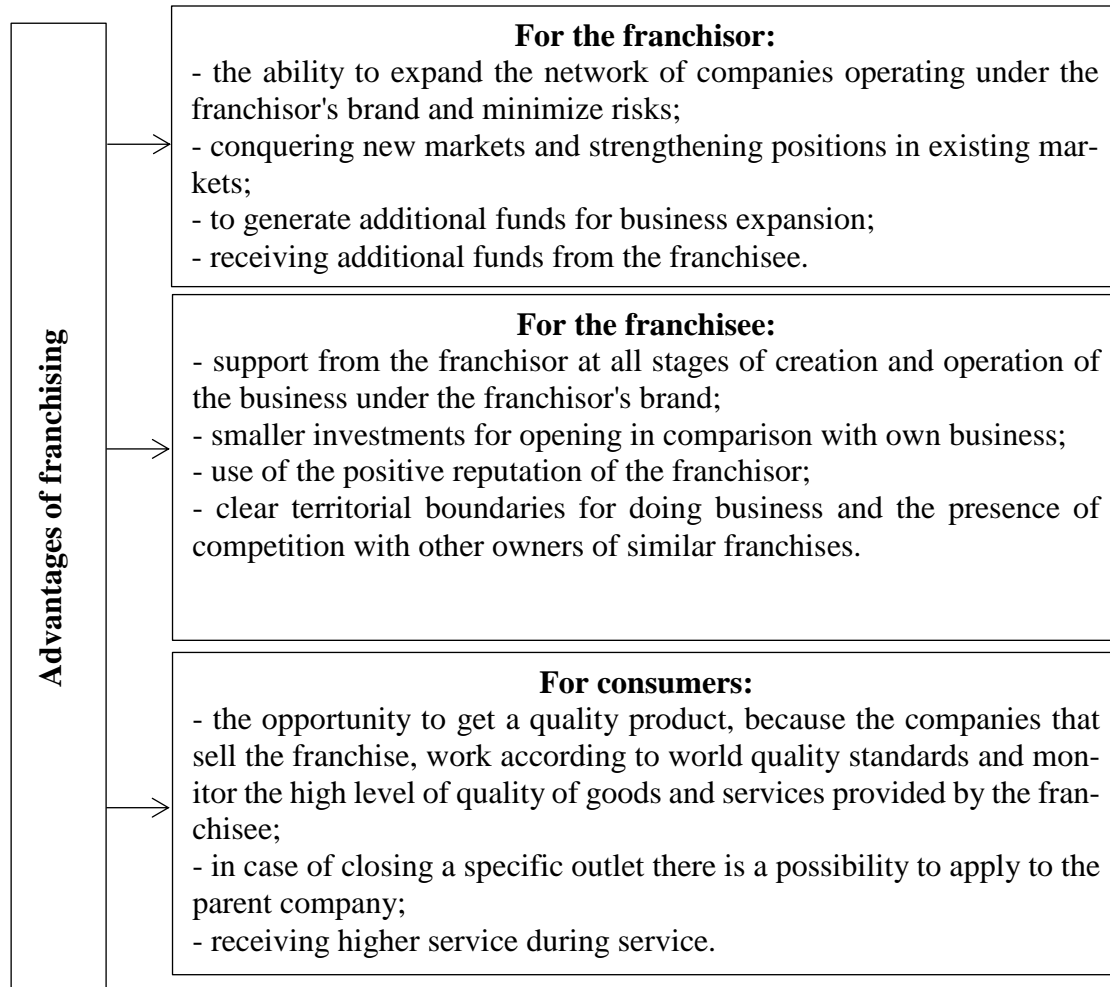 Advantages of franchising
For the franchisor:
- the ability to expand the network of companies operating under the
franchisor's brand and minimize risks;
- conquering new markets and strengthening positions in existing mar-
kets;
- to generate additional funds for business expansion;
- receiving additional funds from the franchisee.
For the franchisee:
- support from the franchisor at all stages of creation and operation of
the business under the franchisor's brand;
- smaller investments for opening in comparison with own business;
- use of the positive reputation of the franchisor;
- clear territorial boundaries for doing business and the presence of
competition with other owners of similar franchises.
For consumers:
- the opportunity to get a quality product, because the companies that
sell the franchise, work according to world quality standards and mon-
itor the high level of quality of goods and services provided by the fran-
chisee;
- in case of closing a specific outlet there is a possibility to apply to the
parent company;
- receiving higher service during service.